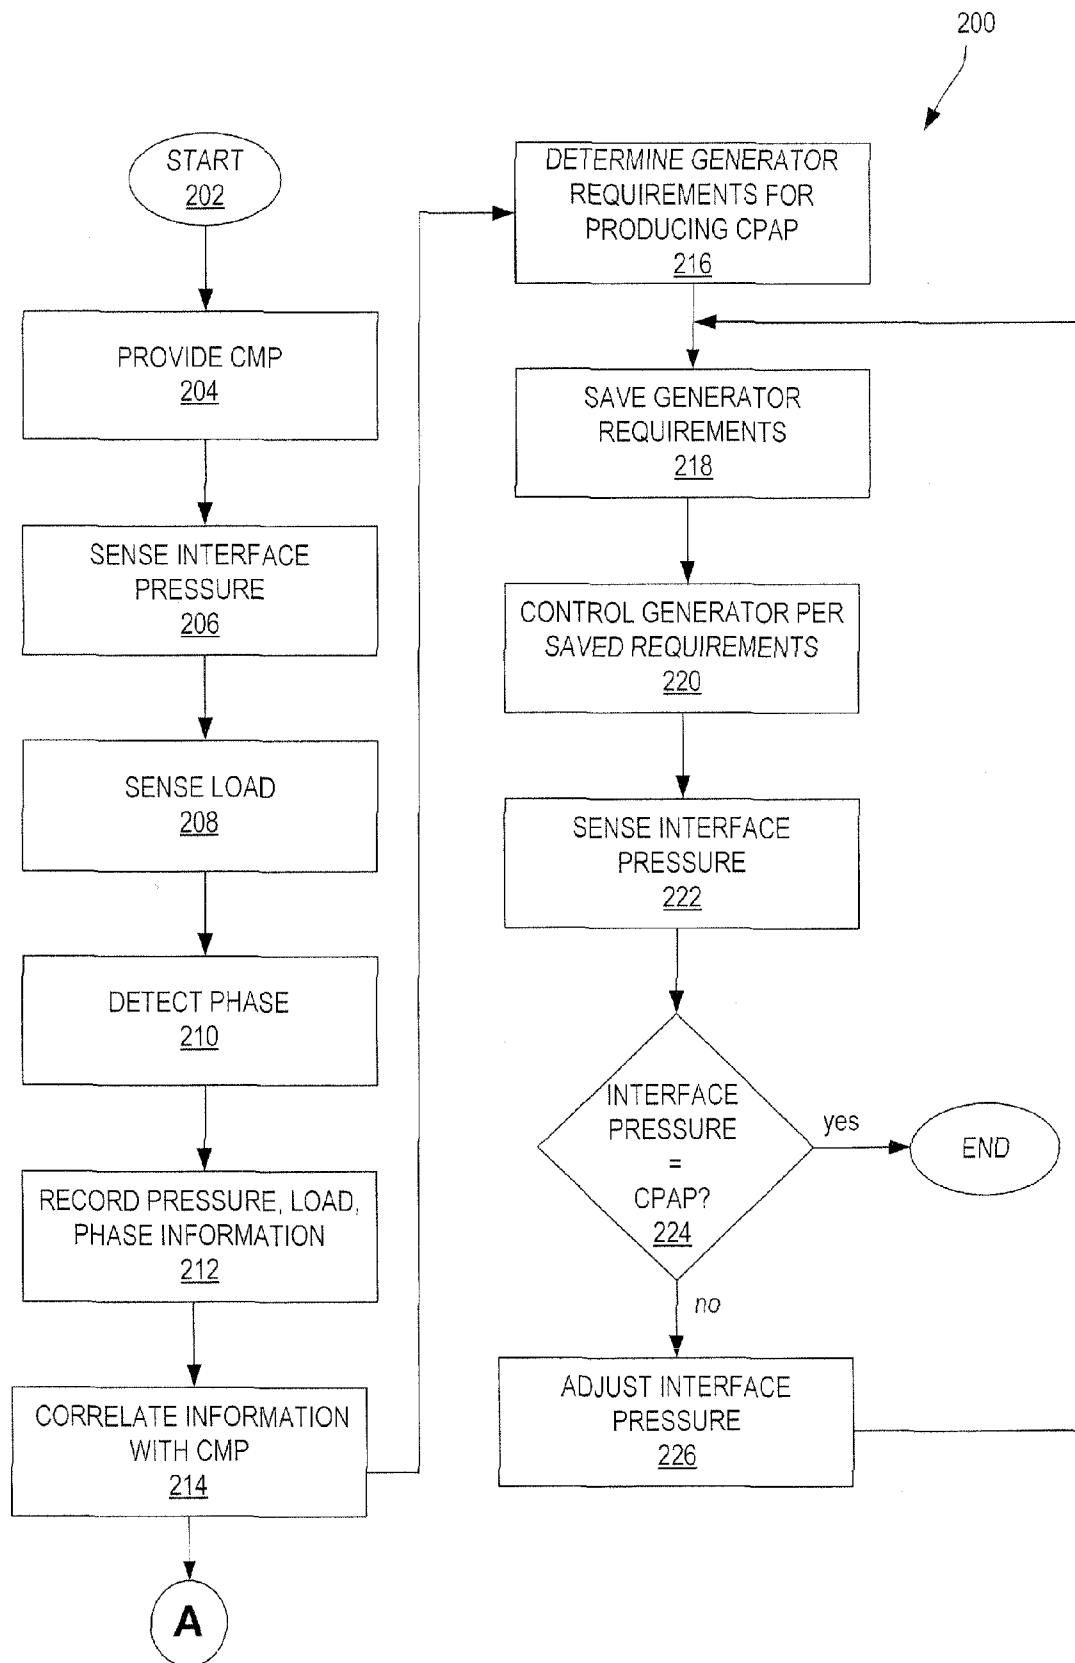 200
START
202
PROVIDE CMP
204
SENSE INTERFACE
PRESSURE
206
SENSE LOAD
208
DETECT PHASE
210
RECORD PRESSURE, LOAD,
PHASE INFORMATION
212
CORRELATE INFORMATION
WITH CMP
214
A
DETERMINE GENERATOR
REQUIREMENTS FOR
PRODUCING CPAP
216
SAVE GENERATOR
REQUIREMENTS
218
CONTROL GENERATOR PER
SAVED REQUIREMENTS
220
SENSE INTERFACE
PRESSURE
222
INTERFACE
PRESSURE
=
CPAP?
224
yes
END
no
ADJUST INTERFACE
PRESSURE
226